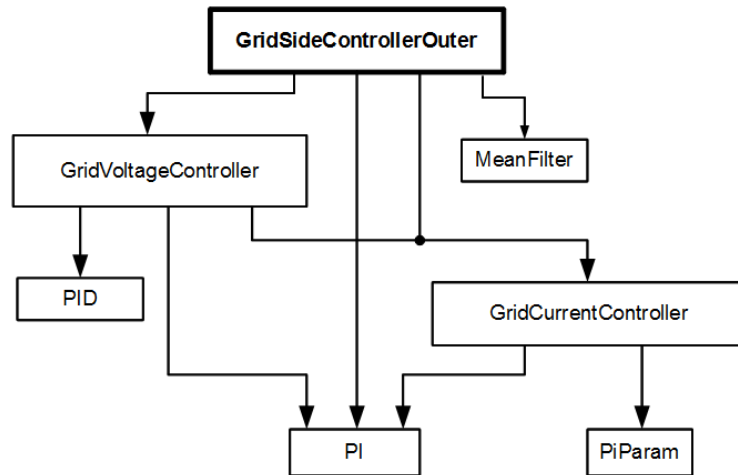 GridSideControllerOuter
MeanFilter
GridVoltageController
PID
GridCurrentController
PI
PiParam